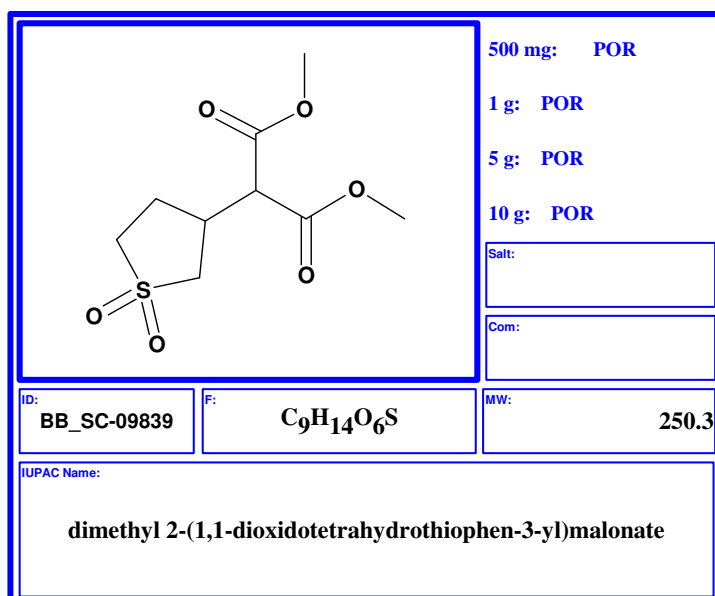 500 mg: POR
1 g: POR
5 g: POR
10 g: POR
O
O
O
O
S
O
O
Salt:
Com:
ID:
BB_SC-09839
F:
C9H14O6S
MW:
250.3
IUPAC Name:
dimethyl 2-(1,1-dioxidotetrahydrothiophen-3-yl)malonate